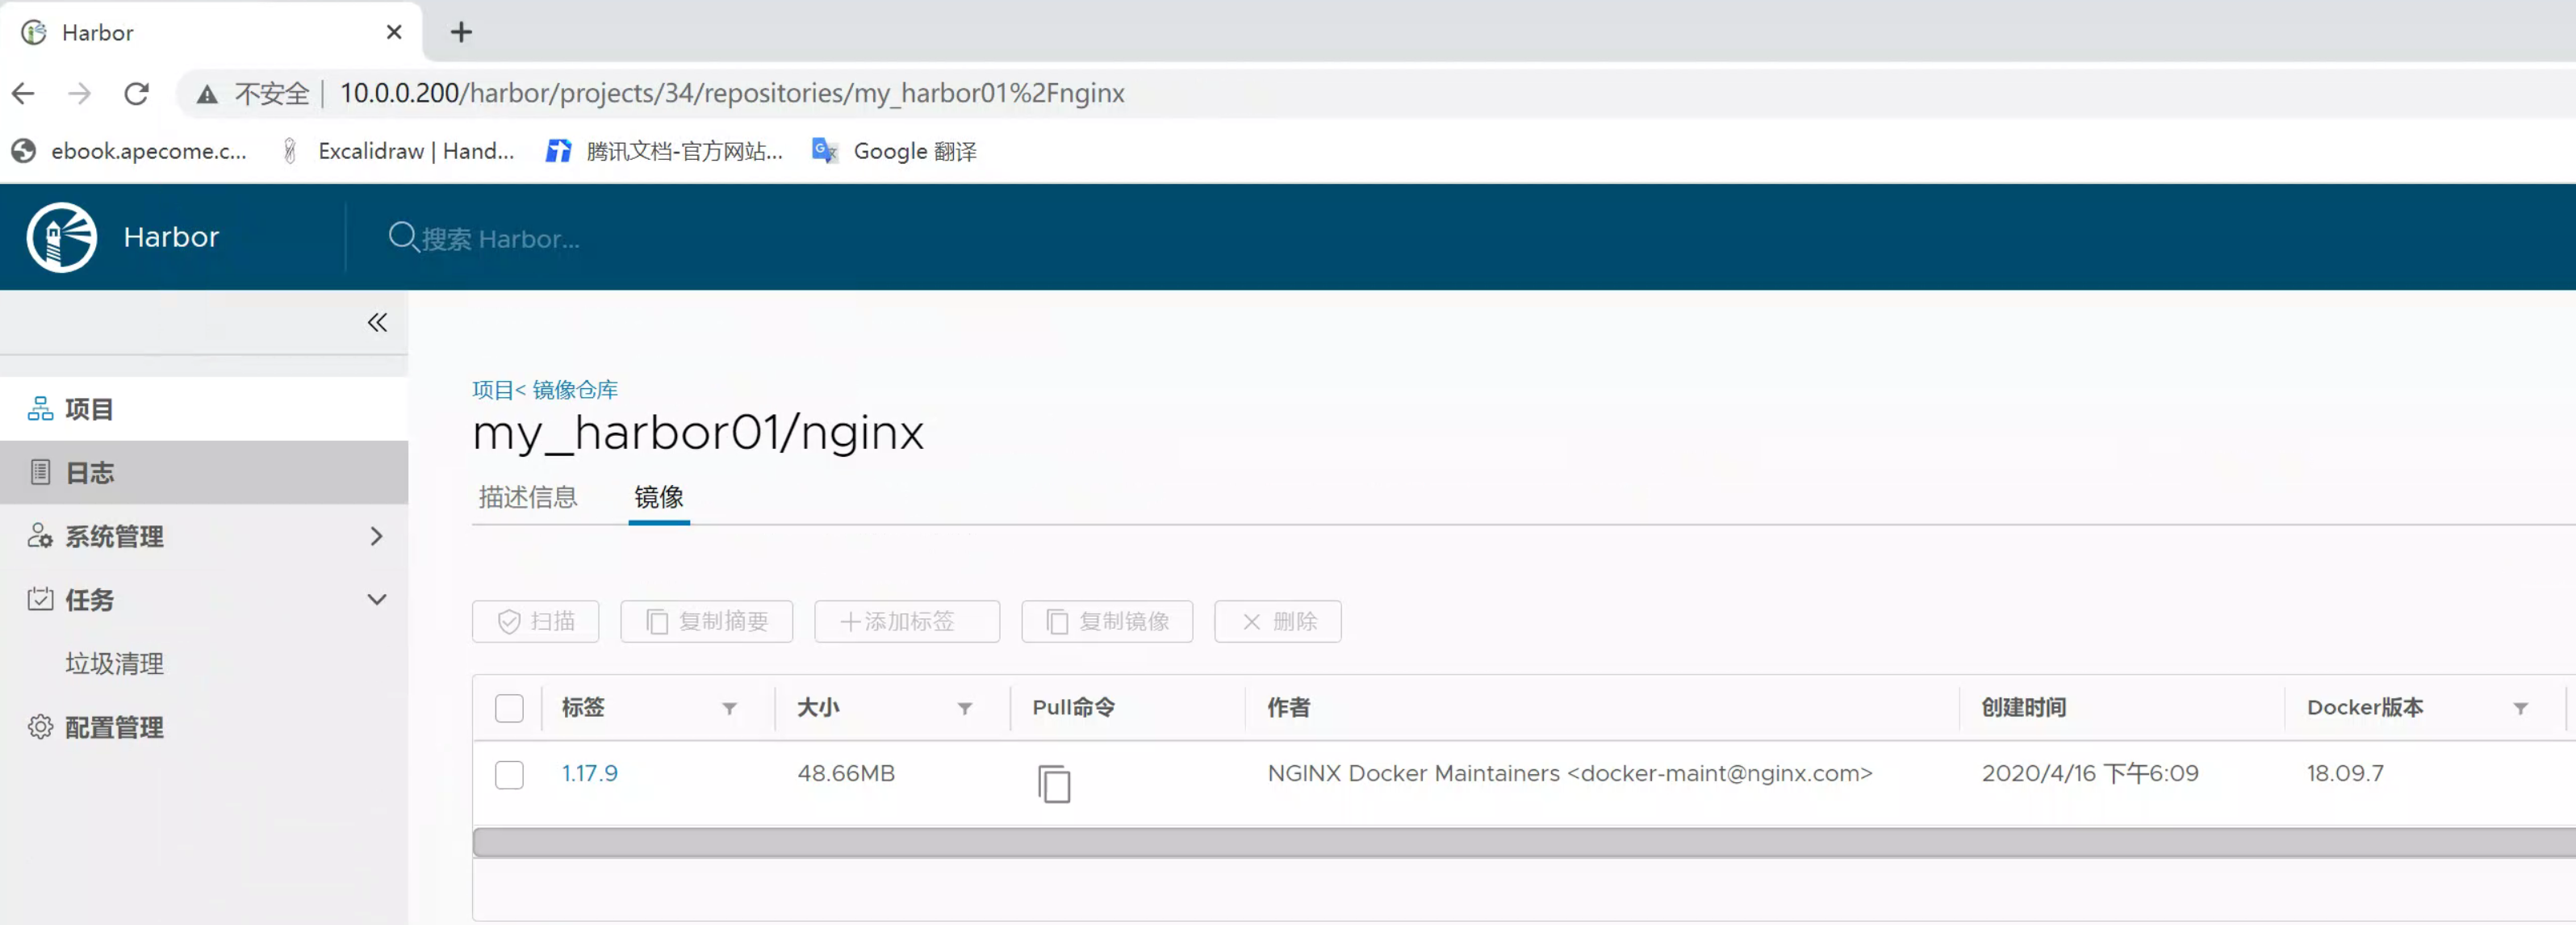 Harbor
不安全 | 10.0.0.200/harbor/projects/34/repositories/my_harbor01%2Fnginx
ebook.apecome.c... Excalidraw | Hand... 腾讯文档-官方网站... Google 翻译
Harbor 搜索 Harbor...
项目
日志
系统管理
任务
垃圾清理
配置管理
项目< 镜像仓库
my_harbor01/nginx
描述信息 镜像
扫描 复制摘要 +添加标签 复制镜像 × 删除
标签 大小 Pull命令 作者 创建时间 Docker版本
1.17.9 48.66MB NGINX Docker Maintainers <docker-maint@nginx.com> 2020/4/16 下午6:09 18.09.7